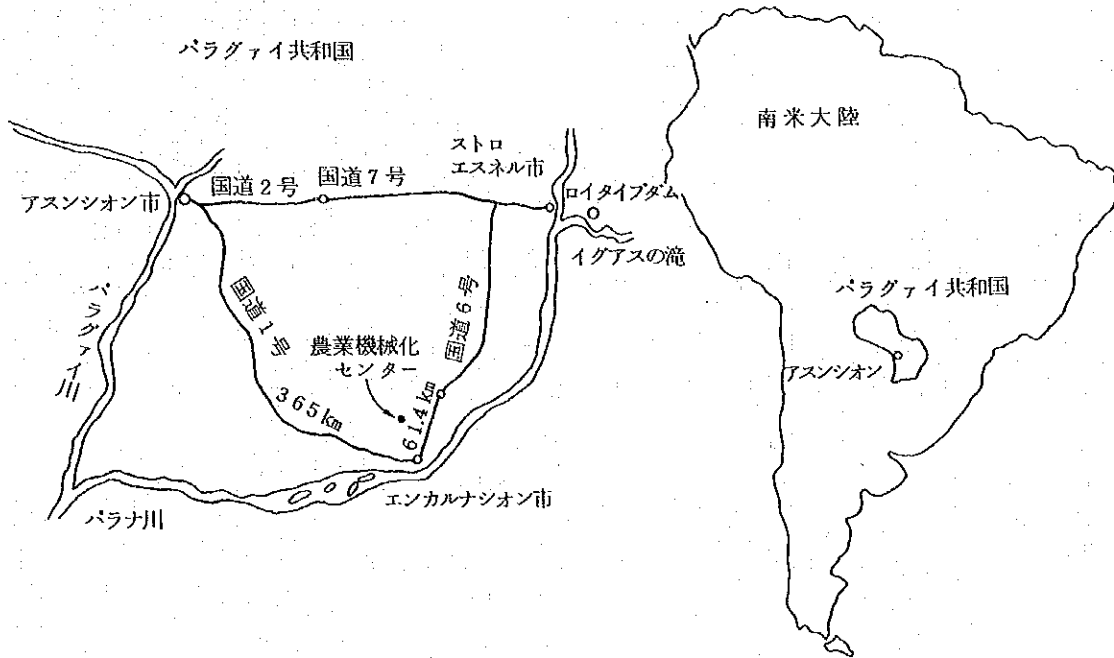 パラグァイ共和国
南米大陸
ストロ
エスネル市
国道2号
国道7号
ロイタイプダム
アスンシオン市
イグアスの滝
パラグァイ川
国道1号
国道6号
パラグァイ共和国
農業機械化
センター
アスンシオン
365km
61.4km
エンカルナシオン市
パラナ川